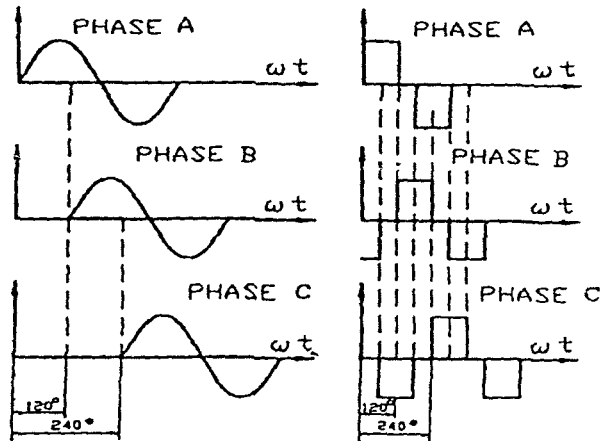 PHASE A
ωt
PHASE B
ωt
PHASE C
ωt
120°
240°
PHASE A
ωt
PHASE B
ωt
PHASE C
ωt
120°
240°